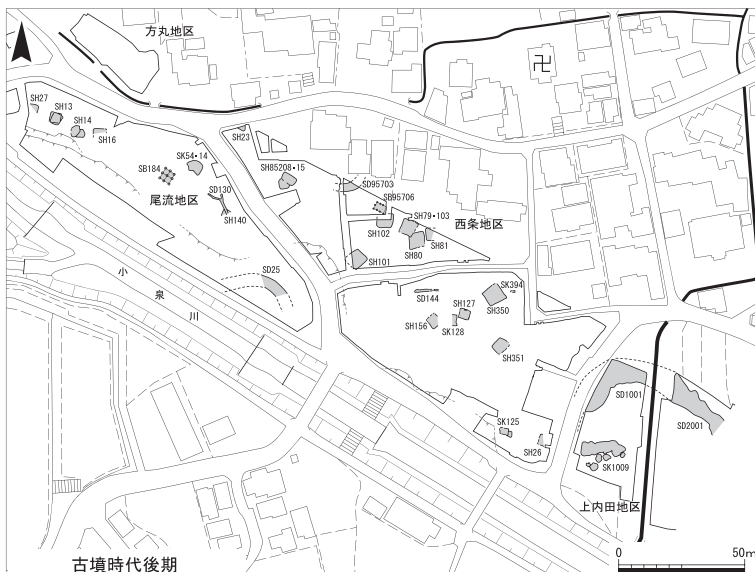 方丸地区
SH27
SH13
SH14
SH16
SH23
SK54・14
SH85208・15
SB184
SD95703
SB95706
尾流地区
SD130
SH79・103
西条地区
SH140
SH102
SH81
SH80
SH101
SD25
小泉川
SK394
SD144
SH127
SH350
SH156
SK128
SH351
SD1001
SD2001
SK125
SH26
SK1009
上内田地区
古墳時代後期
0 50m